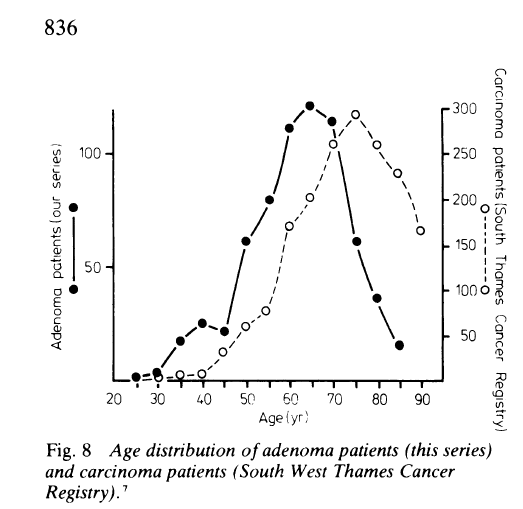 836
Adenoma patients (our series)
100
50
300
250
200
150
100
50
Carcinoma patients (South Thames Cancer Registry)
20 30 40 50 60 70 80 90
Age (yr)
Fig. 8 Age distribution of adenoma patients (this series)
and carcinoma patients (South West Thames Cancer
Registry).⁷